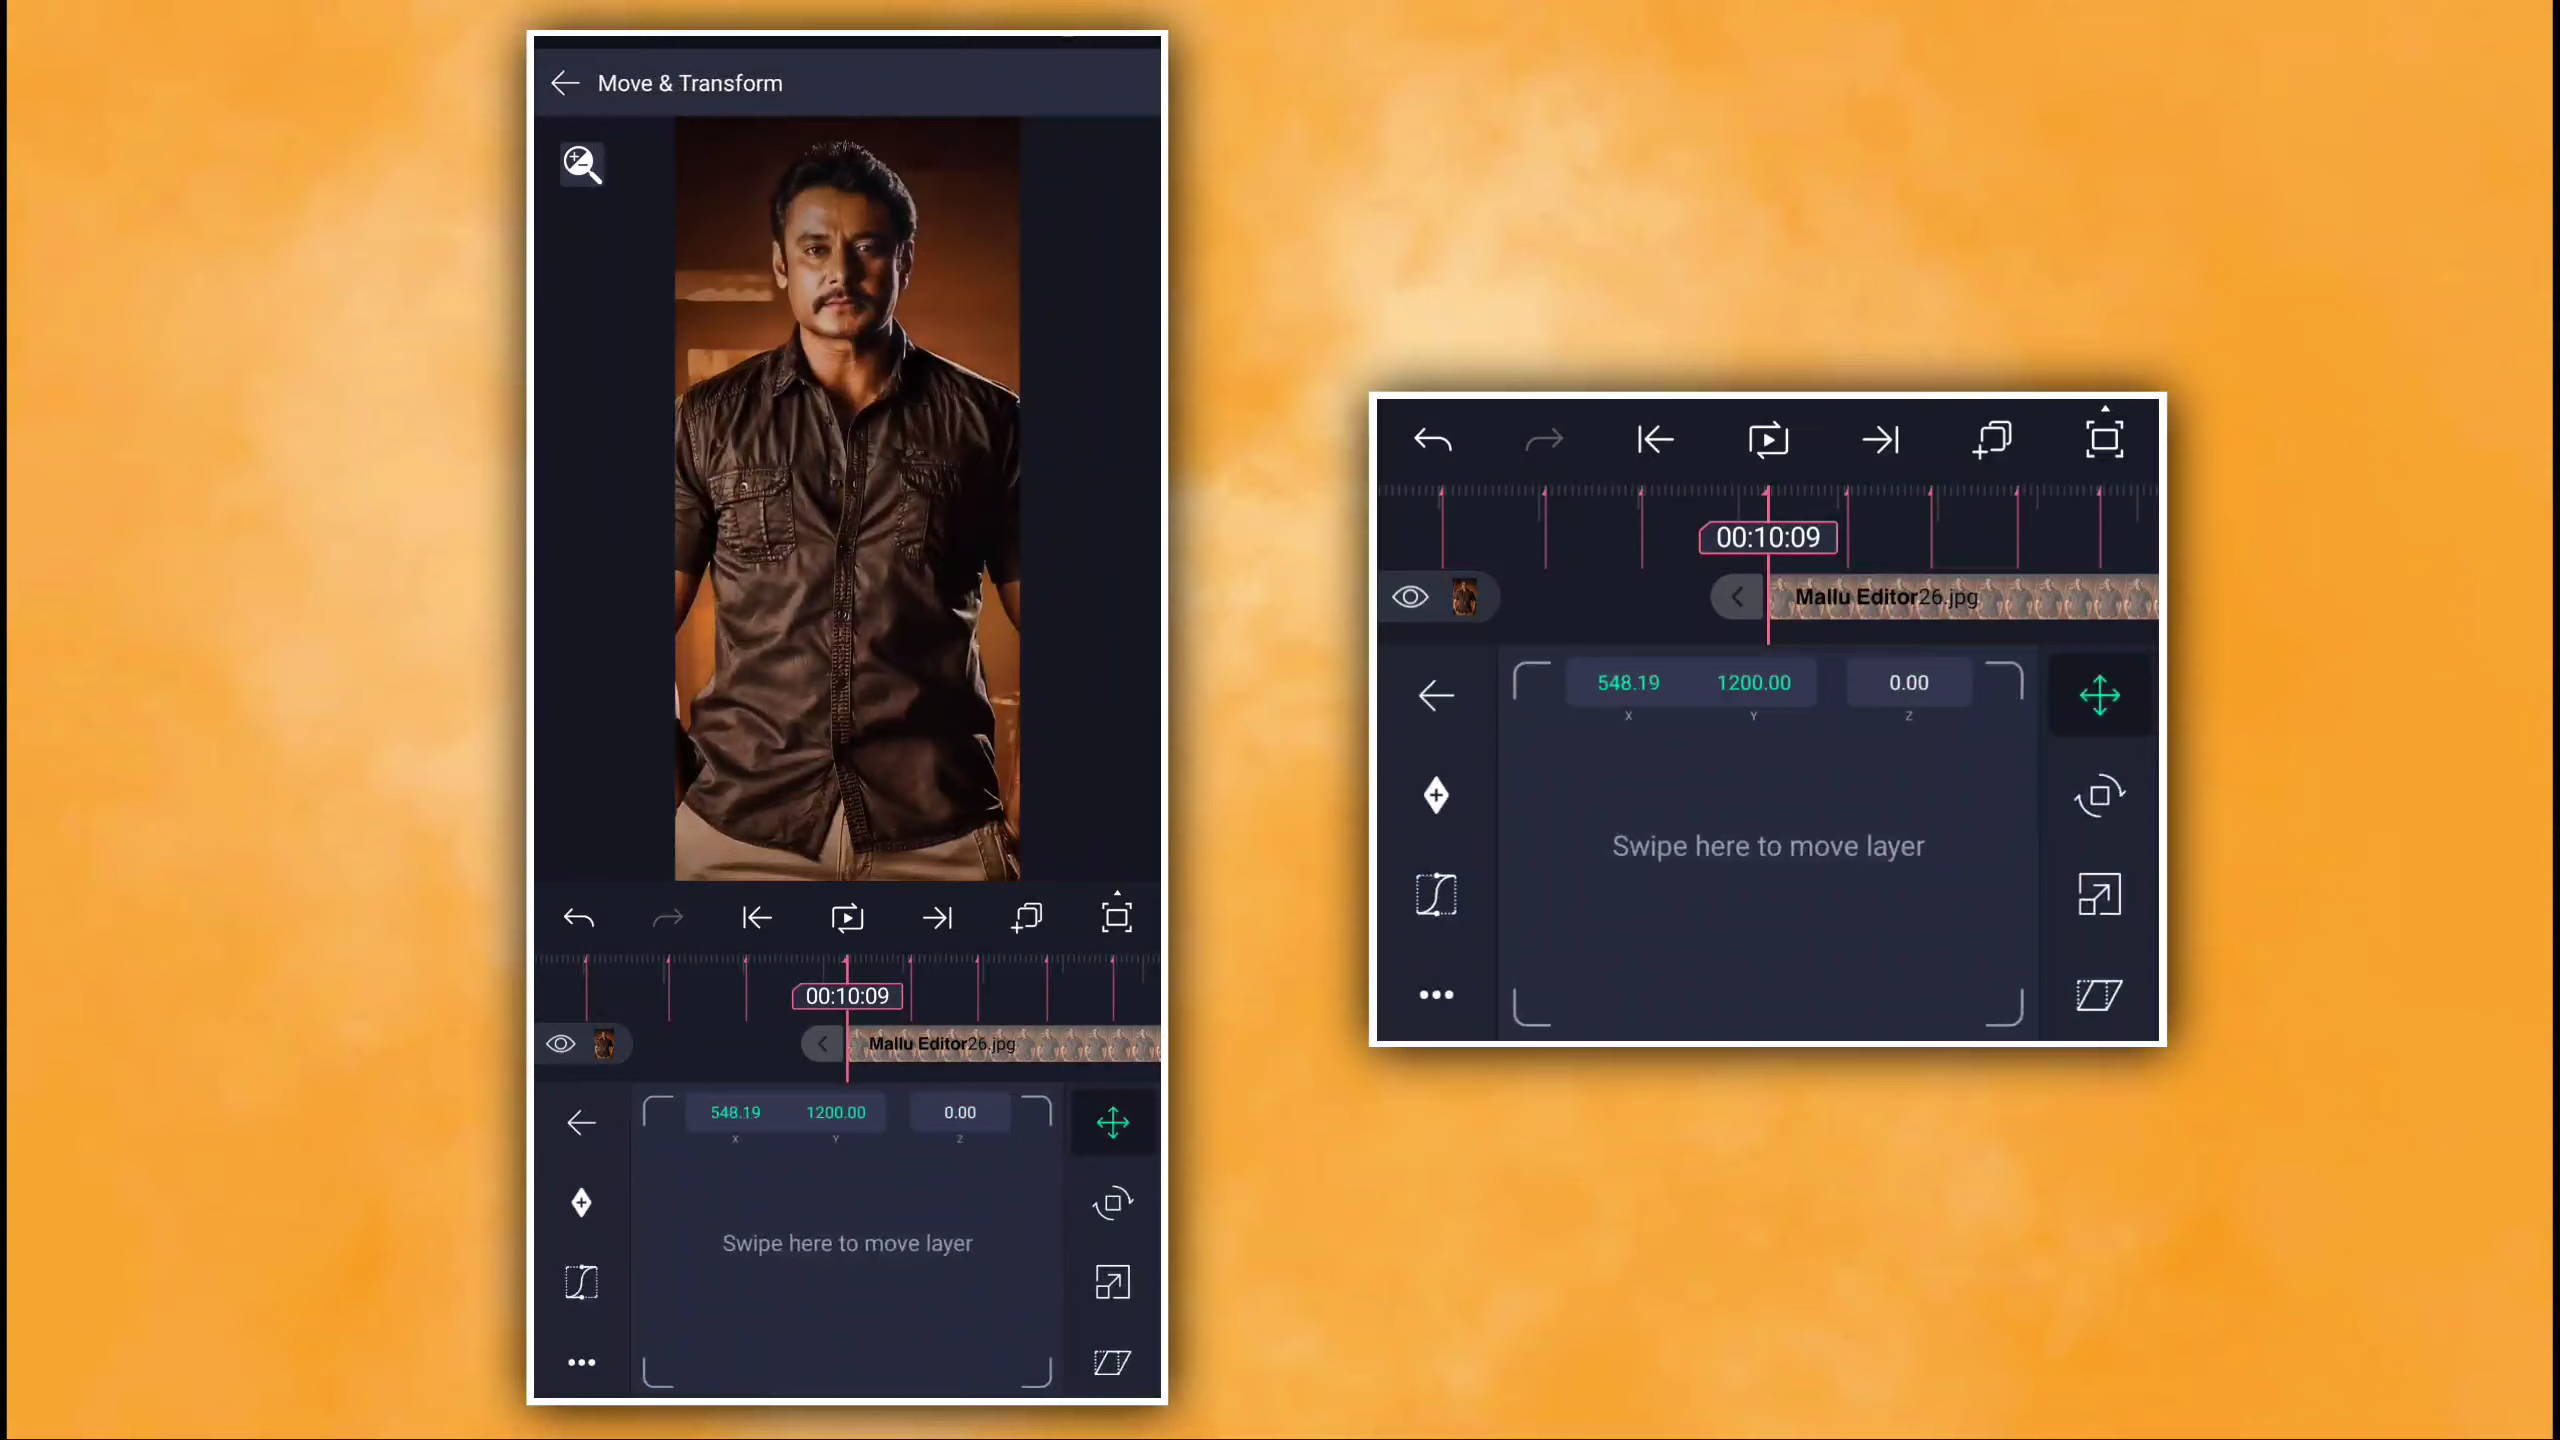 Move & Transform
00:10:09
Mallu Editor26.jpg
548.19 1200.00 0.00
X Y Z
Swipe here to move layer
00:10:09
Mallu Editor26.jpg
548.19 1200.00 0.00
X Y Z
Swipe here to move layer